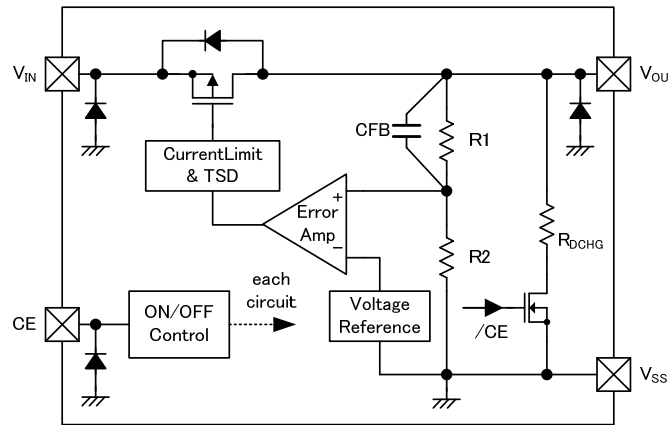 VIN
VOU
CFB
R1
CurrentLimit
& TSD
+
Error
Amp
−
R2
RDCHG
each
circuit
CE
ON/OFF
Control
Voltage
Reference
/CE
VSS